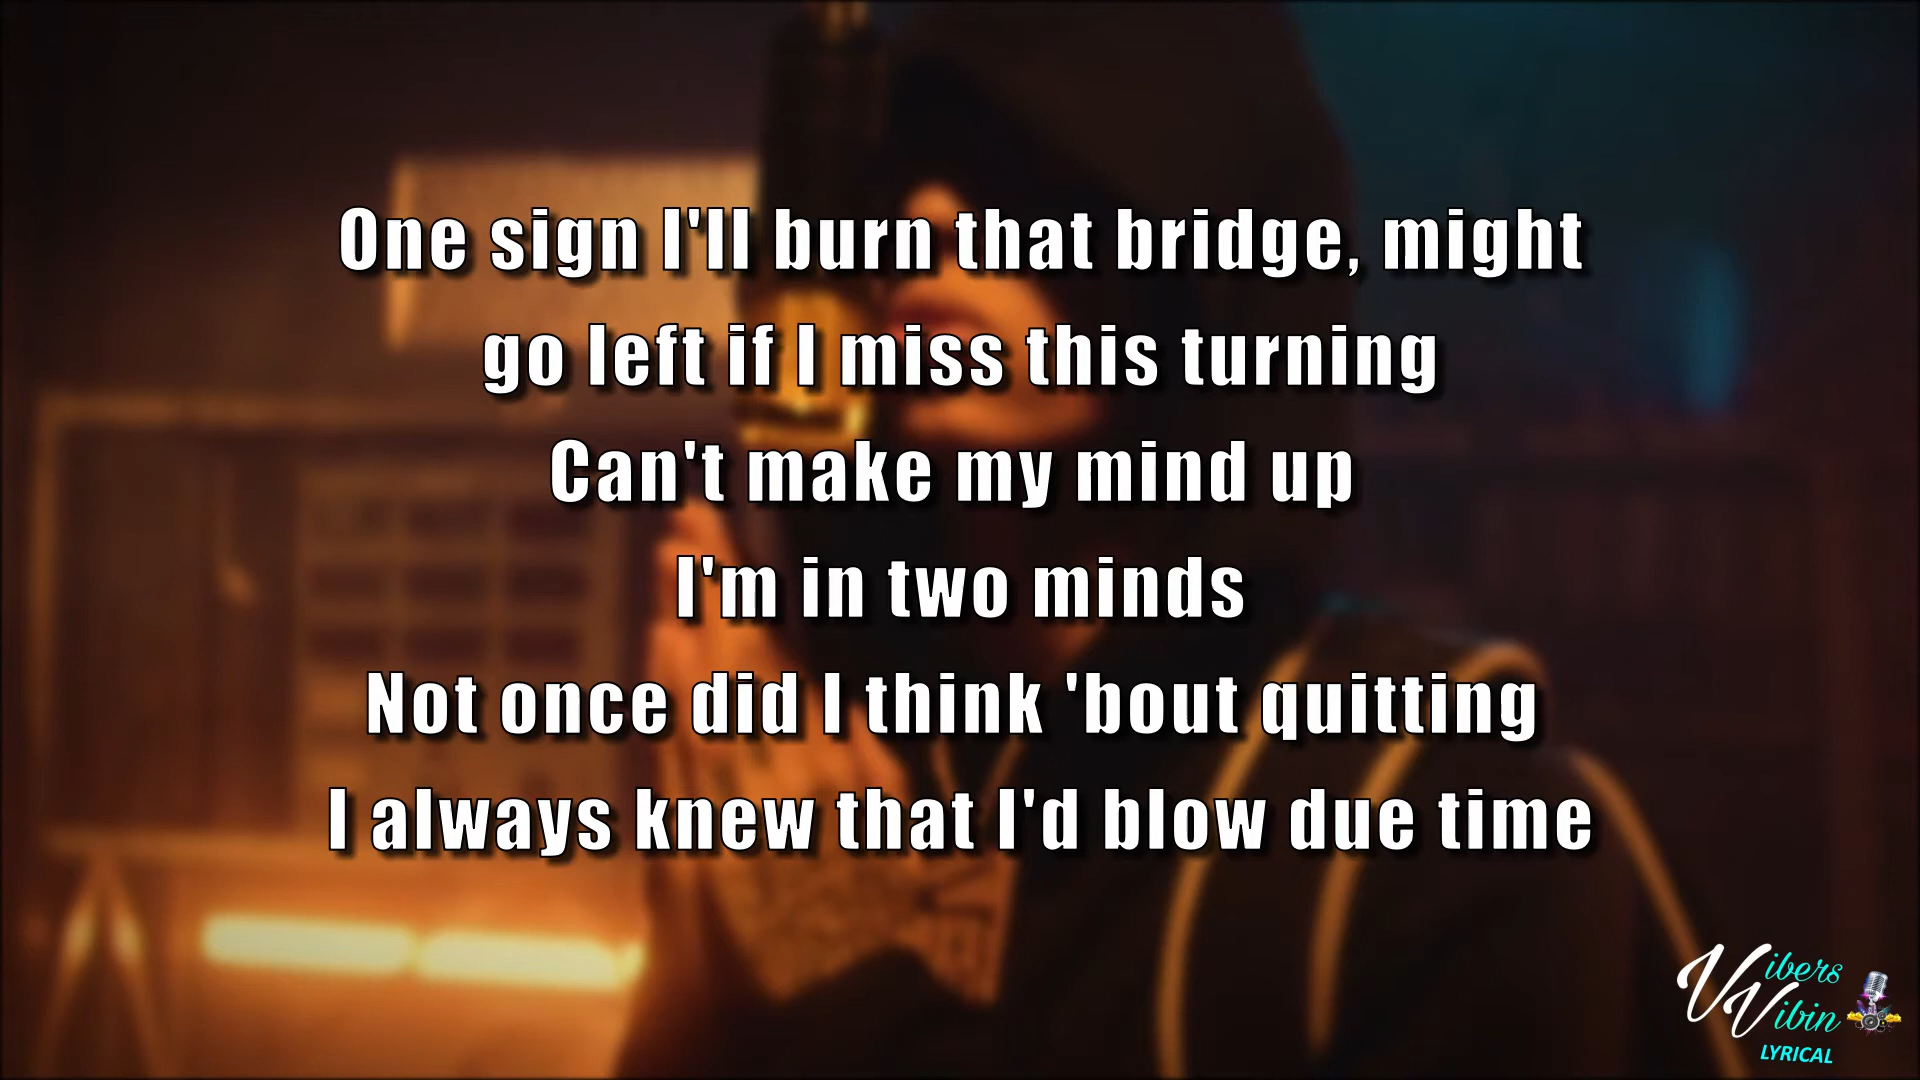 One sign I'll burn that bridge, might
go left if I miss this turning
Can't make my mind up
I'm in two minds
Not once did I think 'bout quitting
I always knew that I'd blow due time
Vibers
Vibin
LYRICAL